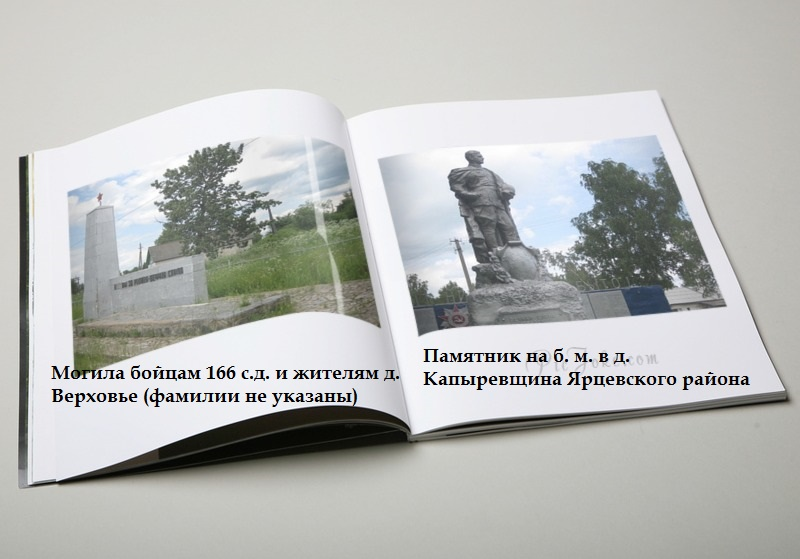 Могила бойцам 166 с.д. и жителям д.
Верховье (фамилии не указаны)
Памятник на б. м. в д.
Капыревщина Ярцевского района